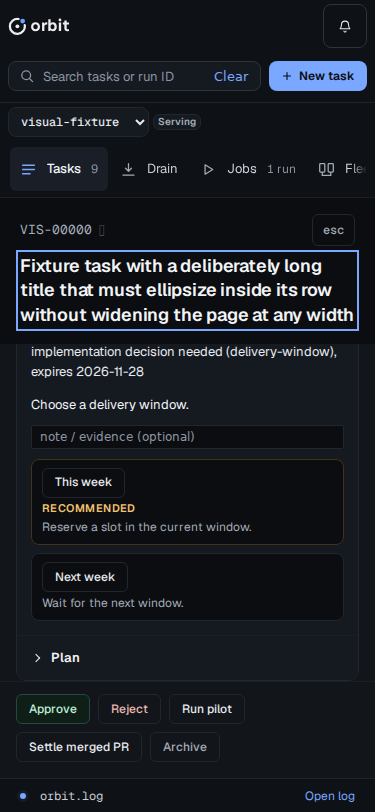 orbit
Search tasks or run ID
Clear
+ New task
visual-fixture
Serving
Tasks 9
Drain
Jobs 1 run
VIS-00000
esc
Fixture task with a deliberately long
title that must ellipsize inside its row
without widening the page at any width
implementation decision needed (delivery-window),
expires 2026-11-28
Choose a delivery window.
note / evidence (optional)
This week
RECOMMENDED
Reserve a slot in the current window.
Next week
Wait for the next window.
Plan
Approve
Reject
Run pilot
Settle merged PR
Archive
orbit.log
Open log